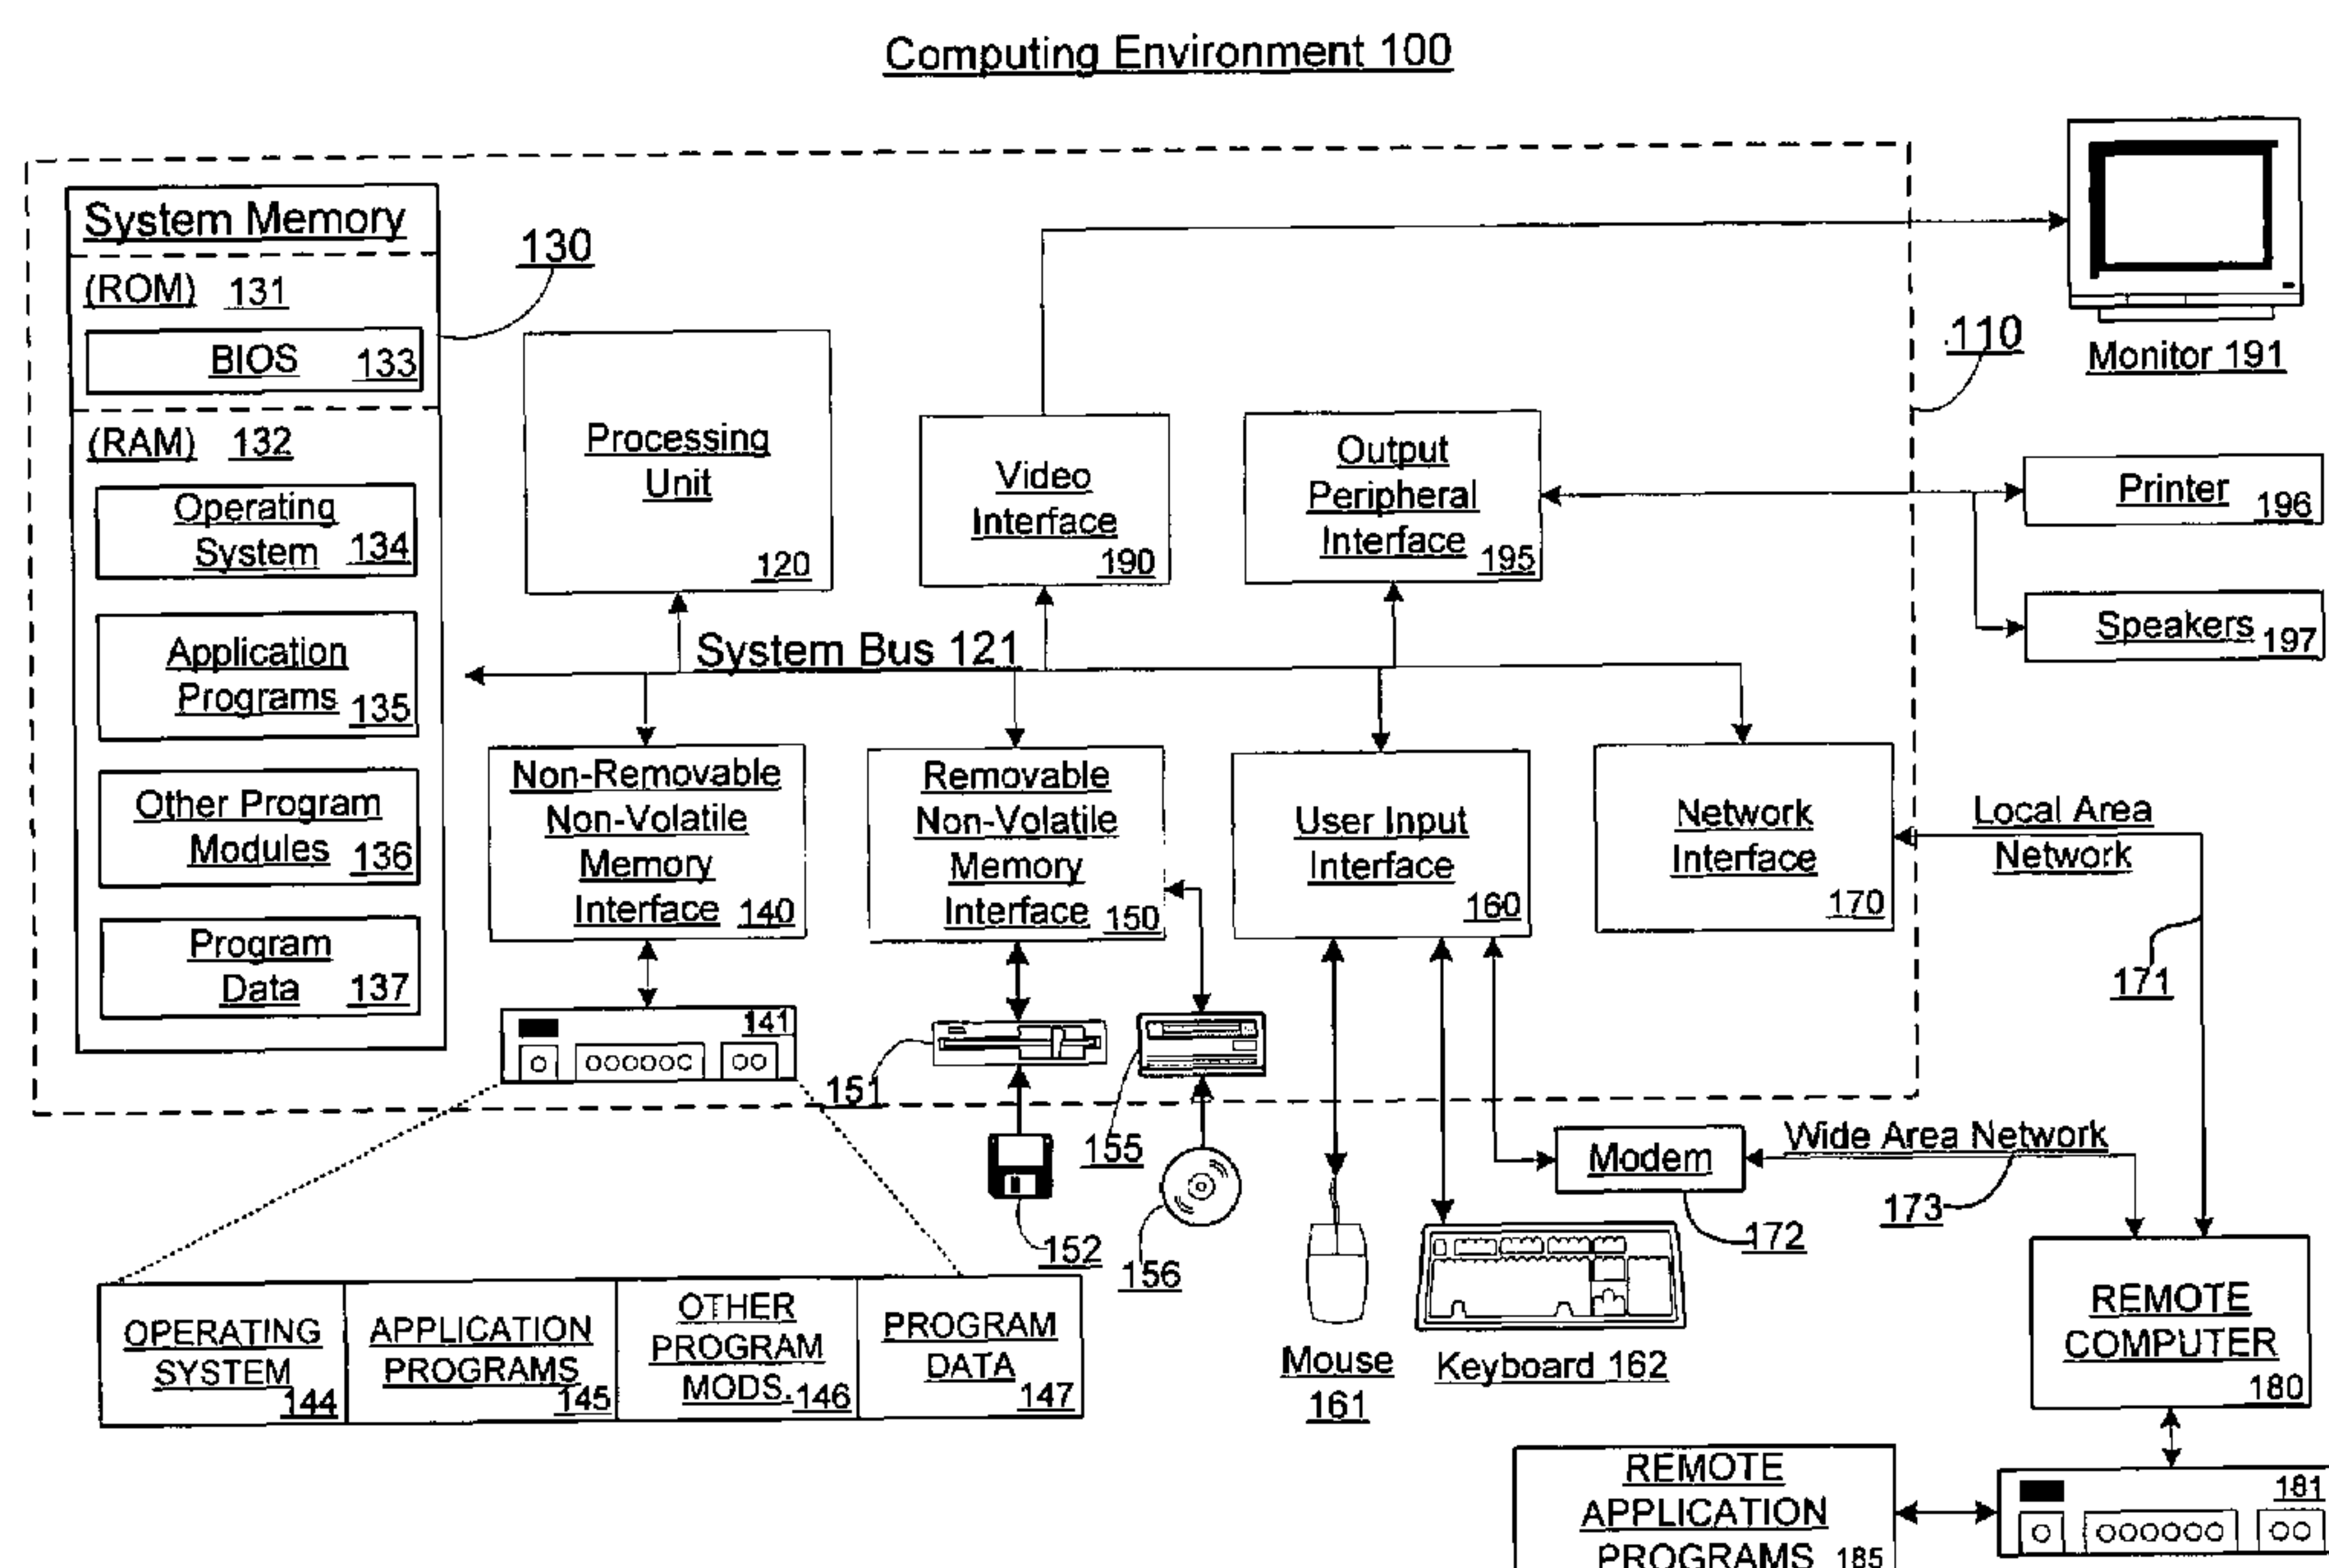 Computing Environment 100
System Memory
130
(ROM) 131
BIOS 133
(RAM) 132
Operating
System 134
Application
Programs 135
Other Program
Modules 136
Program
Data 137
Processing
Unit
120
Video
Interface
190
Output
Peripheral
Interface 195
Monitor 191
110
Printer 196
Speakers 197
System Bus 121
Non-Removable
Non-Volatile
Memory
Interface 140
Removable
Non-Volatile
Memory
Interface 150
User Input
Interface
160
Network
Interface
170
Local Area
Network
171
141
151
152
155
156
Modem
172
Wide Area Network
173
Mouse
161
Keyboard 162
OPERATING
SYSTEM 144
APPLICATION
PROGRAMS 145
OTHER
PROGRAM
MODS. 146
PROGRAM
DATA 147
REMOTE
COMPUTER
180
181
REMOTE
APPLICATION
PROGRAMS 185